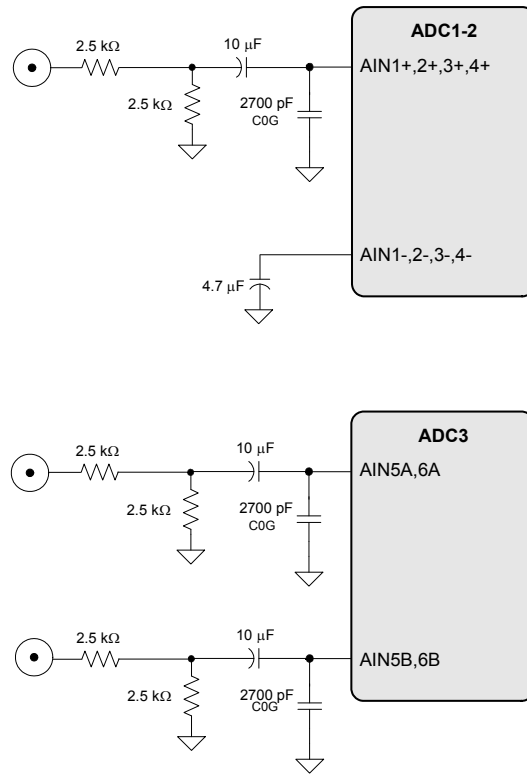 ADC1-2
10 µF
2.5 kΩ
AIN1+,2+,3+,4+
2.5 kΩ
2700 pF
C0G
AIN1-,2-,3-,4-
4.7 µF
ADC3
10 µF
2.5 kΩ
AIN5A,6A
2.5 kΩ
2700 pF
C0G
10 µF
2.5 kΩ
AIN5B,6B
2.5 kΩ
2700 pF
C0G